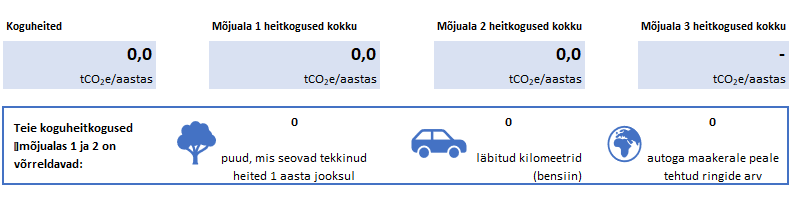 Koguheited
Mõjuala 1 heitkogused kokku
Mõjuala 2 heitkogused kokku
Mõjuala 3 heitkogused kokku
0,0
0,0
0,0
-
tCO₂e/aastas
tCO₂e/aastas
tCO₂e/aastas
tCO₂e/aastas
Teie koguheitkogused
mõjualas 1 ja 2 on
võrreldavad:
0
puud, mis seovad tekkinud
heited 1 aasta jooksul
0
läbitud kilomeetrid
(bensiin)
0
autoga maakerale peale
tehtud ringide arv